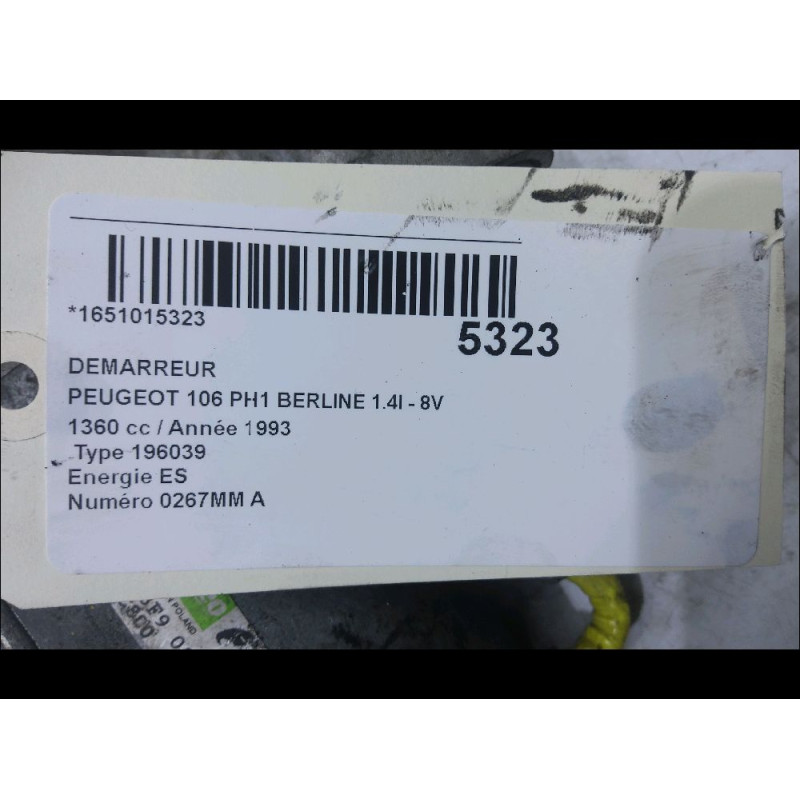 *1651015323
5323
DEMARREUR
PEUGEOT 106 PH1 BERLINE 1.4I - 8V
1360 cc / Année 1993
Type 196039
Energie ES
Numéro 0267MM A
POLAND